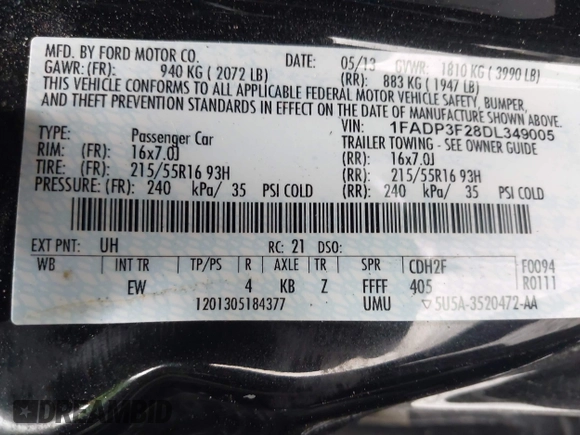 MFD. BY FORD MOTOR CO. 05/13 GVWR: 1810 KG ( 3990 LB)
GAWR: (FR): 940 KG ( 2072 LB) (RR): 883 KG ( 1947 LB)
THIS VEHICLE CONFORMS TO ALL APPLICABLE FEDERAL MOTOR VEHICLE SAFETY, BUMPER,
AND THEFT PREVENTION STANDARDS IN EFFECT ON THE DATE OF MANUFACTURE SHOWN ABOVE.
VIN: 1FADP3F28DL349005
TYPE: Passenger Car TRAILER TOWING - SEE OWNER GUIDE
RIM: (FR): 16x7.0J (RR): 16x7.0J
TIRE: (FR): 215/55R16 93H (RR): 215/55R16 93H
PRESSURE: (FR): 240 kPa/ 35 PSI COLD (RR): 240 kPa/ 35 PSI COLD
EXT PNT: UH RC: 21 DSO:
WB INT TR TP/PS R AXLE TR SPR CDH2F F0094
EW 4 KB Z FFFF 405 R0111
1201305184377 UMU 5U5A-3520472-AA
DREAMBID